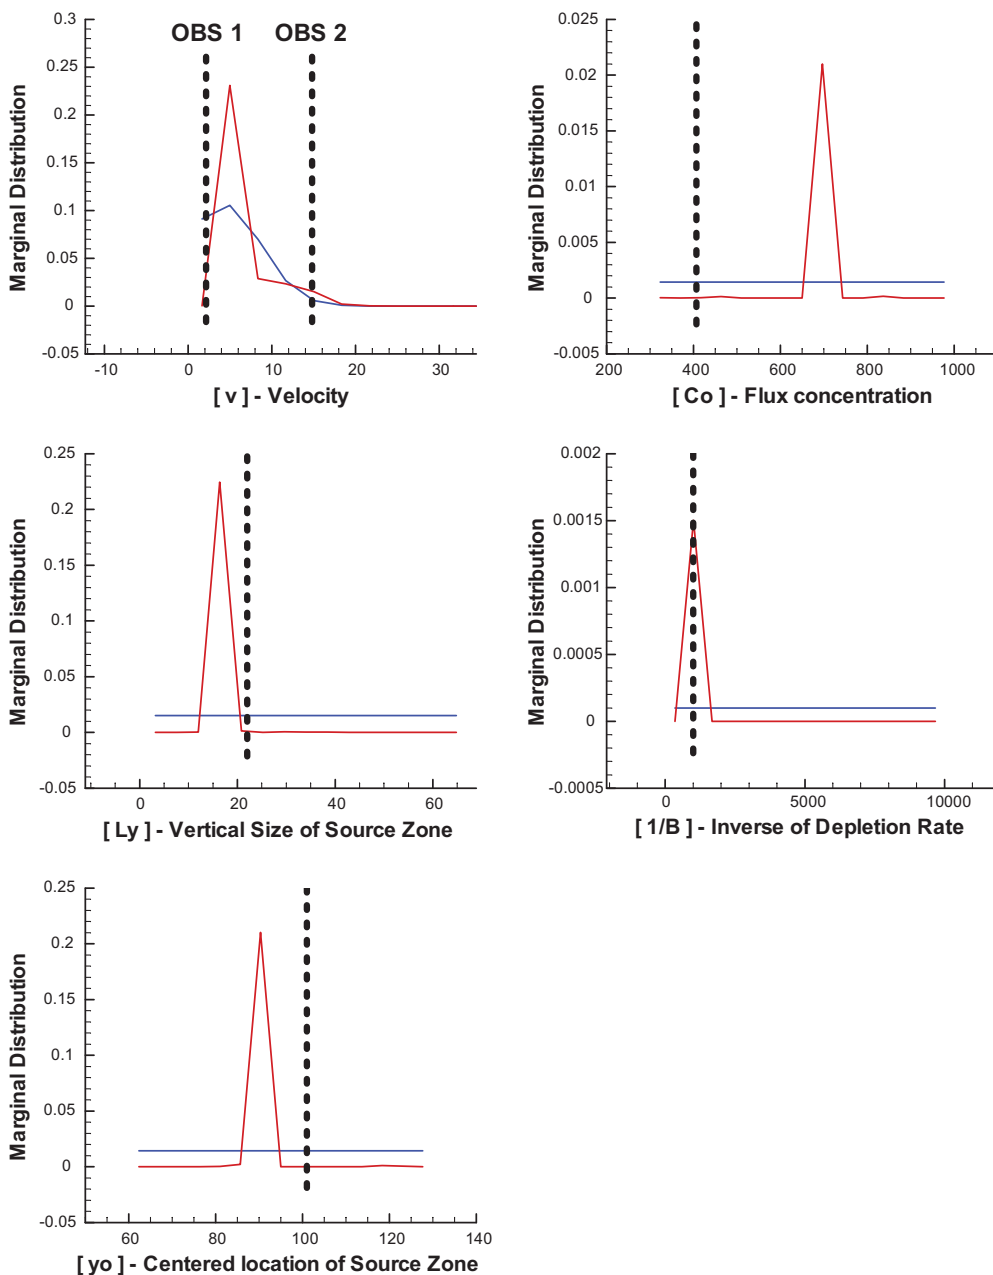 OBS 1 OBS 2
0.3
0.25
0.2
0.15
0.1
0.05
0
-0.05
Marginal Distribution
-10 0 10 20 30
[ v ] - Velocity
0.025
0.02
0.015
0.01
0.005
0
-0.005
Marginal Distribution
200 400 600 800 1000
[ Co ] - Flux concentration
0.25
0.2
0.15
0.1
0.05
0
-0.05
Marginal Distribution
0 20 40 60
[ Ly ] - Vertical Size of Source Zone
0.002
0.0015
0.001
0.0005
0
-0.0005
Marginal Distribution
0 5000 10000
[ 1/B ] - Inverse of Depletion Rate
0.25
0.2
0.15
0.1
0.05
0
-0.05
Marginal Distribution
60 80 100 120 140
[ yo ] - Centered location of Source Zone